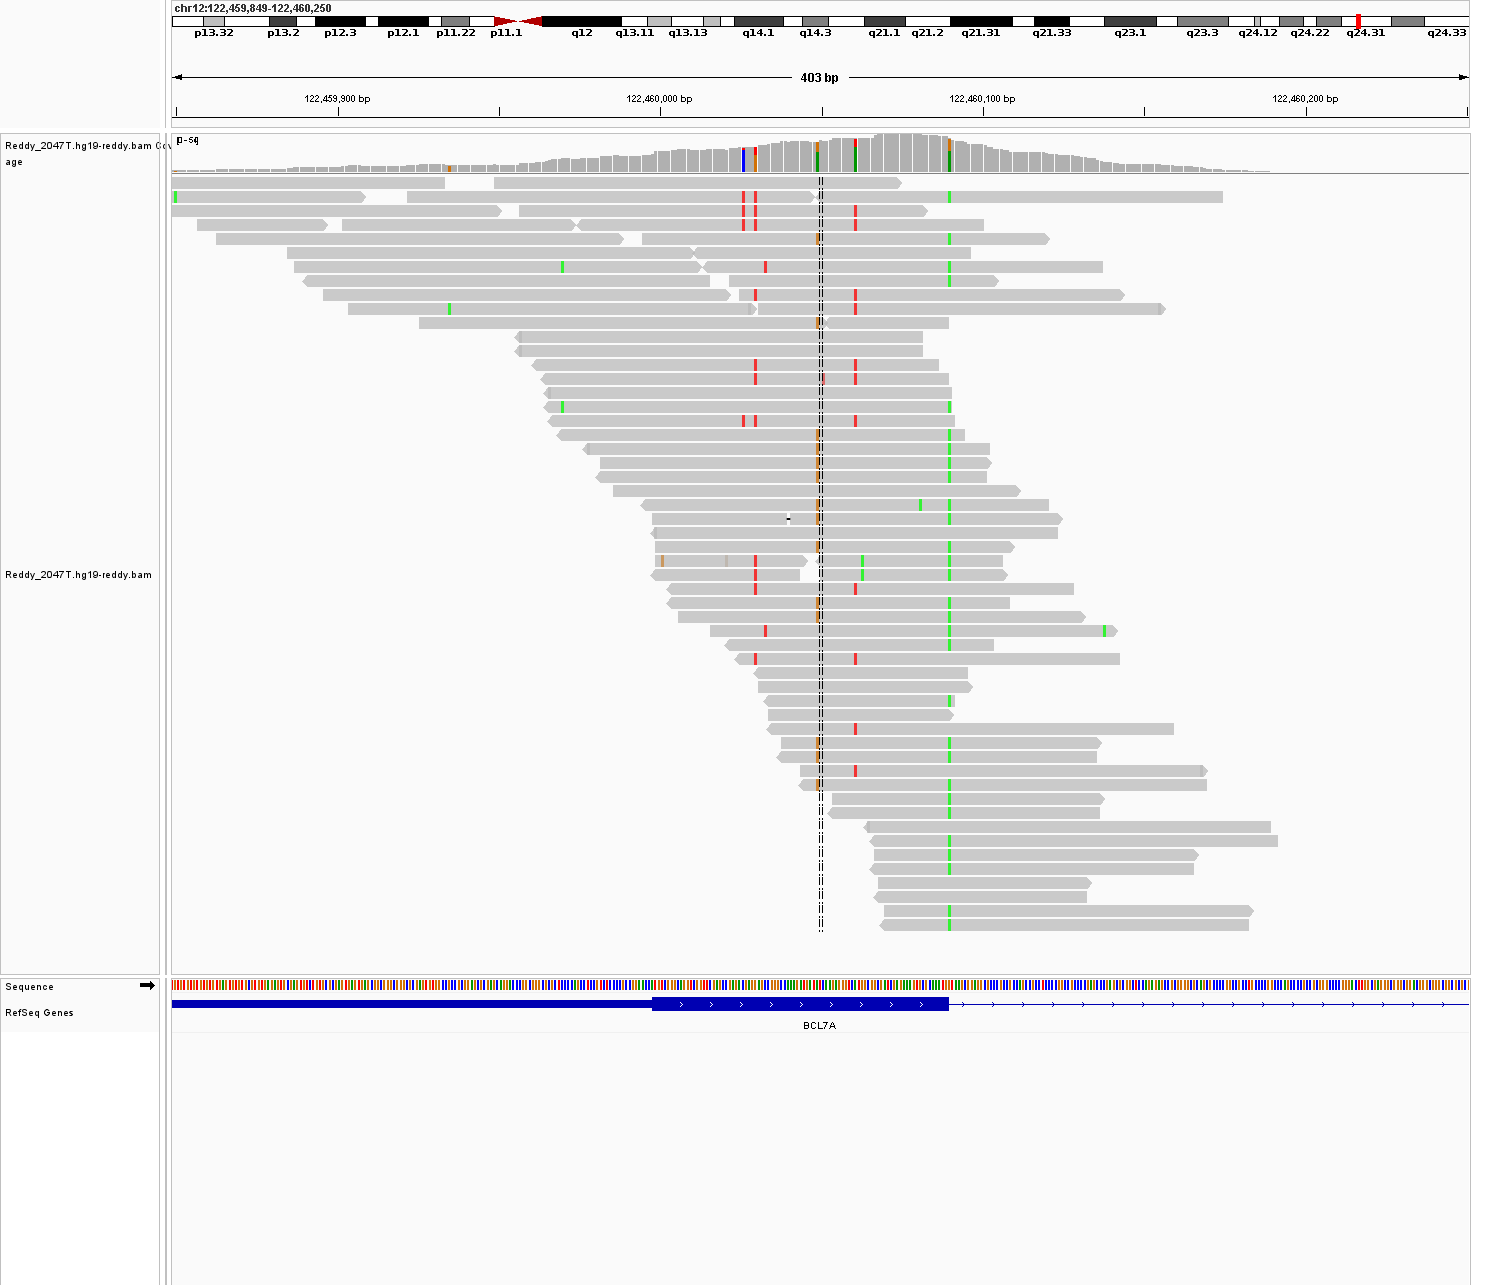 chr12:122,459,849-122,460,250
p13.32 p13.2 p12.3 p12.1 p11.22 p11.1 q12 q13.11 q13.13 q14.1 q14.3 q21.1 q21.2 q21.31 q21.33 q23.1 q23.3 q24.12 q24.22 q24.31 q24.33
403 bp
122,459,900 bp 122,460,000 bp 122,460,100 bp 122,460,200 bp
Reddy_2047T.hg19-reddy.bam Cov
age
Reddy_2047T.hg19-reddy.bam
Sequence
RefSeq Genes
BCL7A